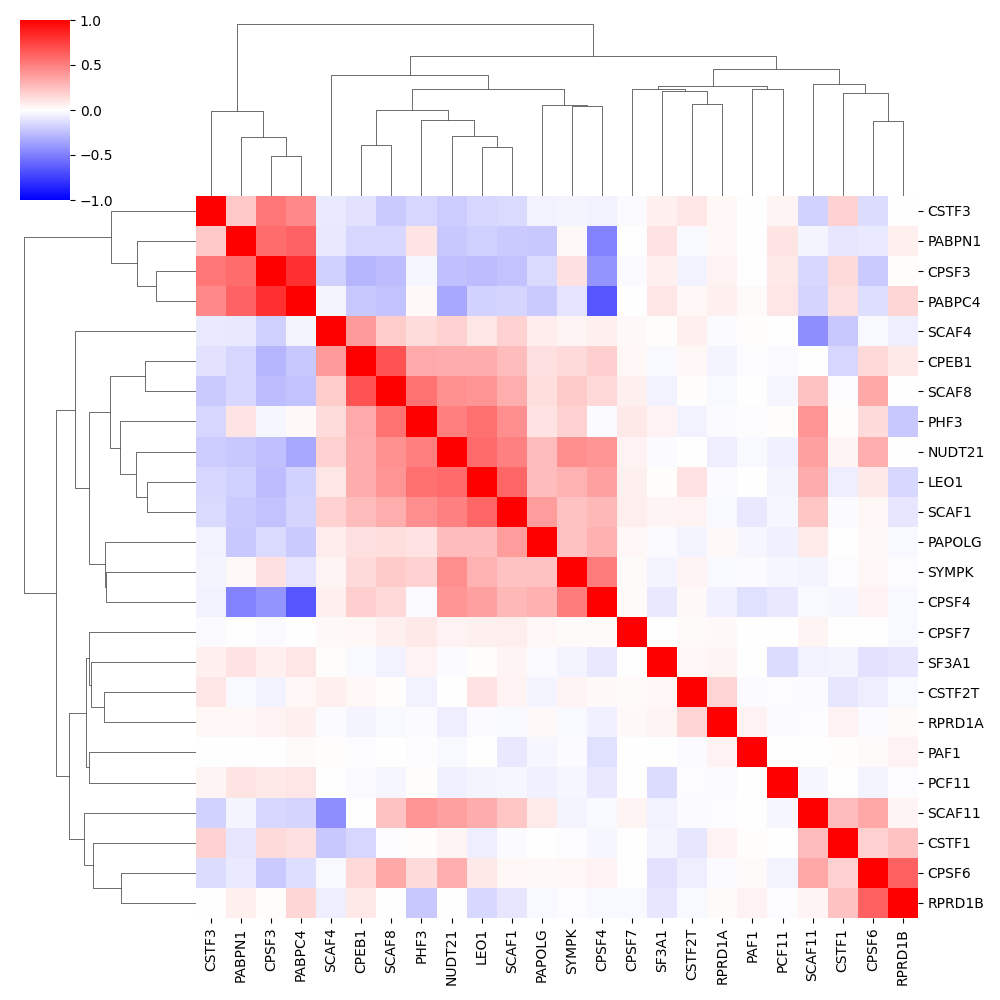 1.0
0.5
0.0
−0.5
−1.0
CSTF3
PABPN1
CPSF3
PABPC4
SCAF4
CPEB1
SCAF8
PHF3
NUDT21
LEO1
SCAF1
PAPOLG
SYMPK
CPSF4
CPSF7
SF3A1
CSTF2T
RPRD1A
PAF1
PCF11
SCAF11
CSTF1
CPSF6
RPRD1B
CSTF3
PABPN1
CPSF3
PABPC4
SCAF4
CPEB1
SCAF8
PHF3
NUDT21
LEO1
SCAF1
PAPOLG
SYMPK
CPSF4
CPSF7
SF3A1
CSTF2T
RPRD1A
PAF1
PCF11
SCAF11
CSTF1
CPSF6
RPRD1B